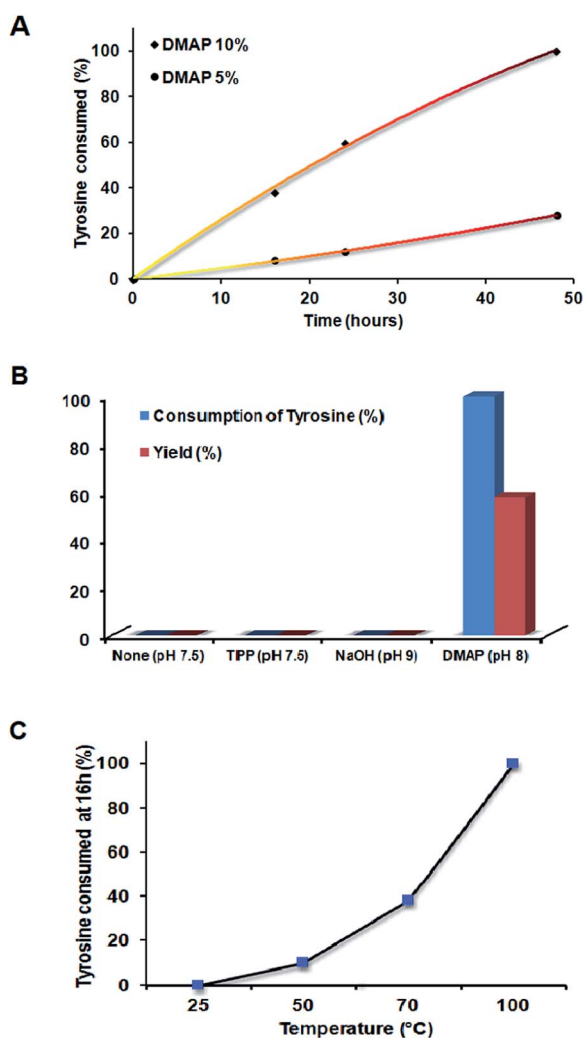 A
100
80
60
40
20
0
DMAP 10%
DMAP 5%
Tyrosine consumed (%)
0 10 20 30 40 50
Time (hours)
B
100
80
60
40
20
0
Consumption of Tyrosine (%)
Yield (%)
None (pH 7.5) TIPP (pH 7.5) NaOH (pH 9) DMAP (pH 8)
C
100
80
60
40
20
0
Tyrosine consumed at 16h (%)
25 50 70 100
Temperature (°C)